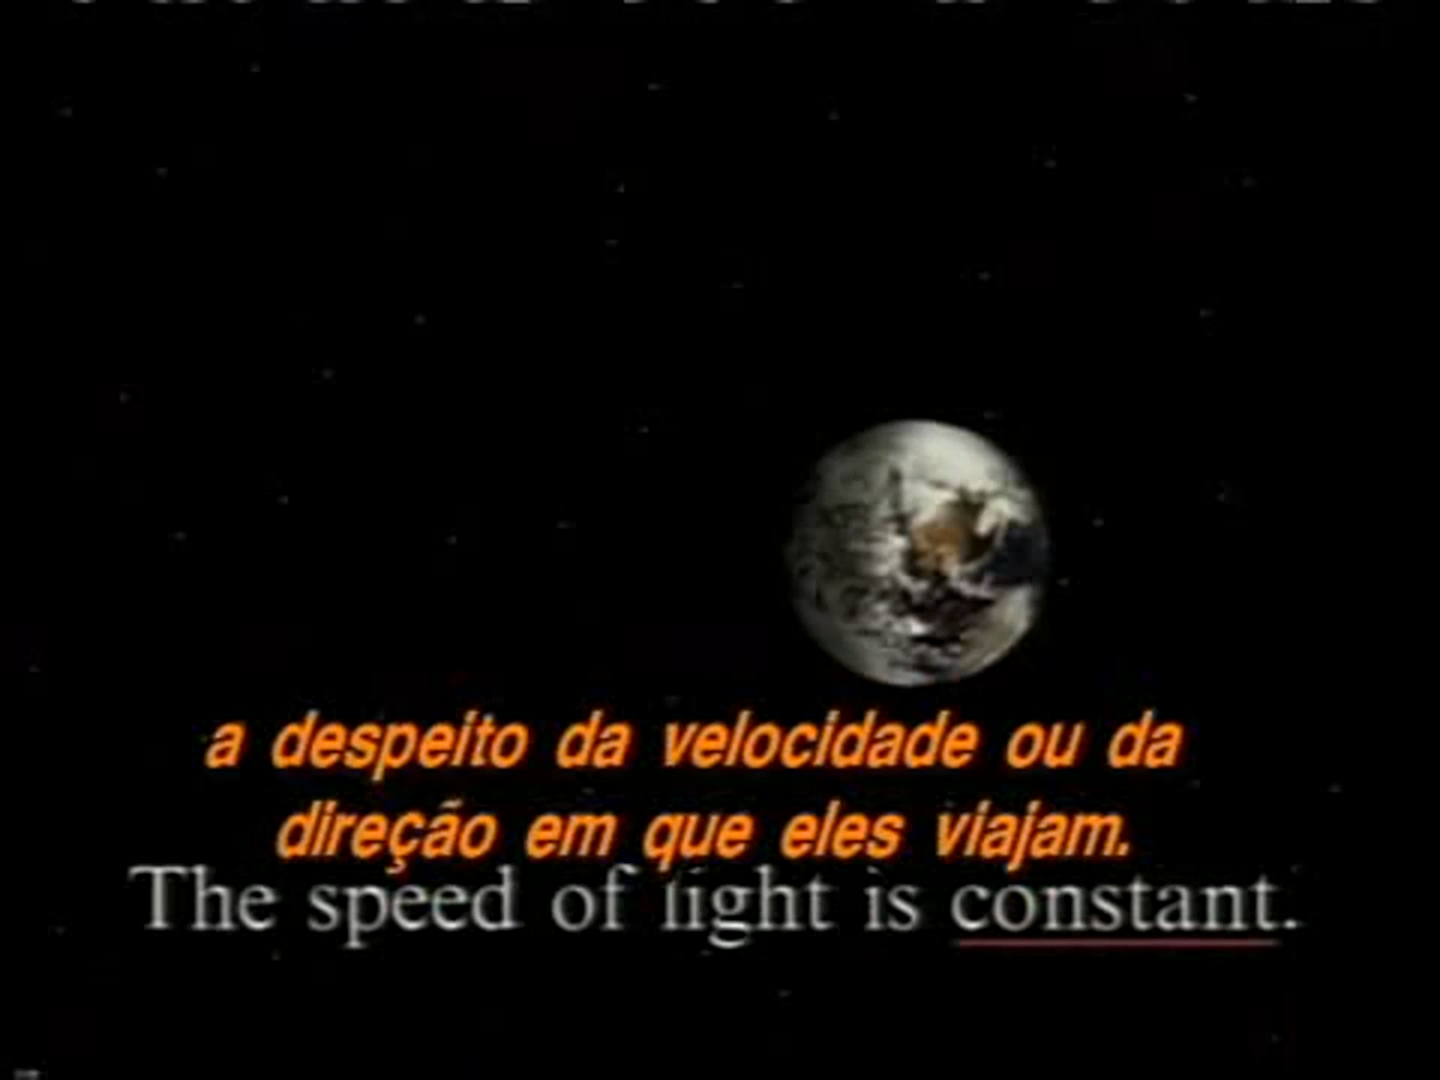 a despeito da velocidade ou da
direção em que eles viajam.
The speed of light is constant.